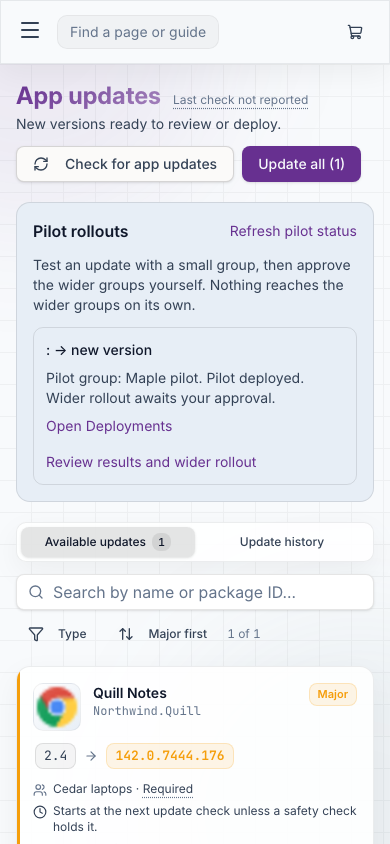 Find a page or guide
App updates
Last check not reported
New versions ready to review or deploy.
Check for app updates
Update all (1)
Pilot rollouts
Refresh pilot status
Test an update with a small group, then approve
the wider groups yourself. Nothing reaches the
wider groups on its own.
: → new version
Pilot group: Maple pilot. Pilot deployed.
Wider rollout awaits your approval.
Open Deployments
Review results and wider rollout
Available updates 1
Update history
Search by name or package ID...
Type
Major first
1 of 1
Quill Notes
Major
Northwind.Quill
2.4 → 142.0.7444.176
Cedar laptops · Required
Starts at the next update check unless a safety check
holds it.